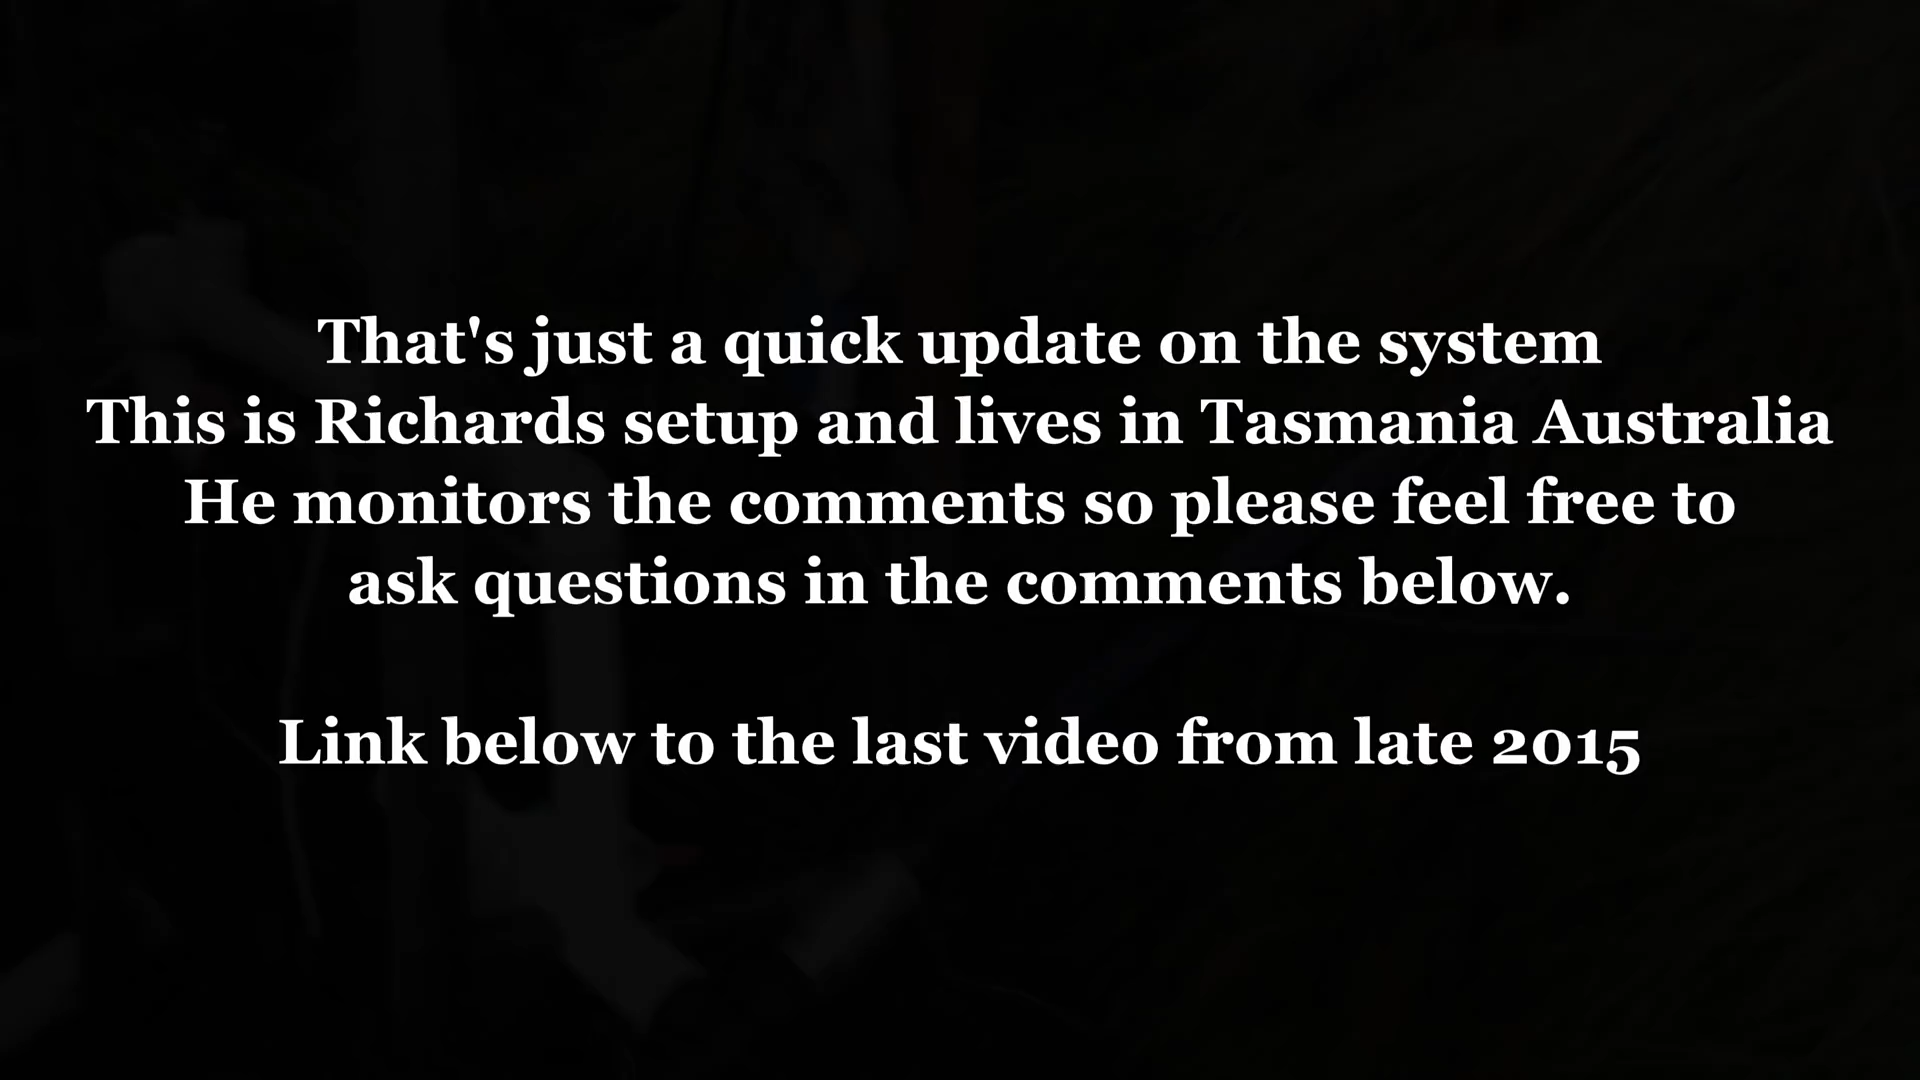 That's just a quick update on the system
This is Richards setup and lives in Tasmania Australia
He monitors the comments so please feel free to
ask questions in the comments below.
Link below to the last video from late 2015